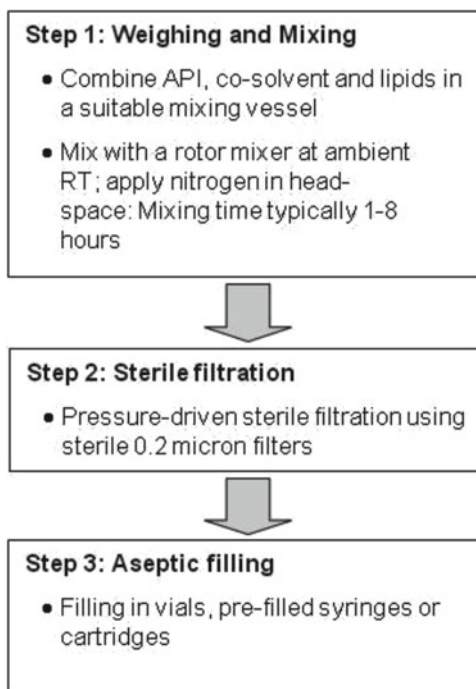 Step 1: Weighing and Mixing
• Combine API, co-solvent and lipids in
a suitable mixing vessel
• Mix with a rotor mixer at ambient
RT; apply nitrogen in head-
space: Mixing time typically 1-8
hours
Step 2: Sterile filtration
• Pressure-driven sterile filtration using
sterile 0.2 micron filters
Step 3: Aseptic filling
• Filling in vials, pre-filled syringes or
cartridges